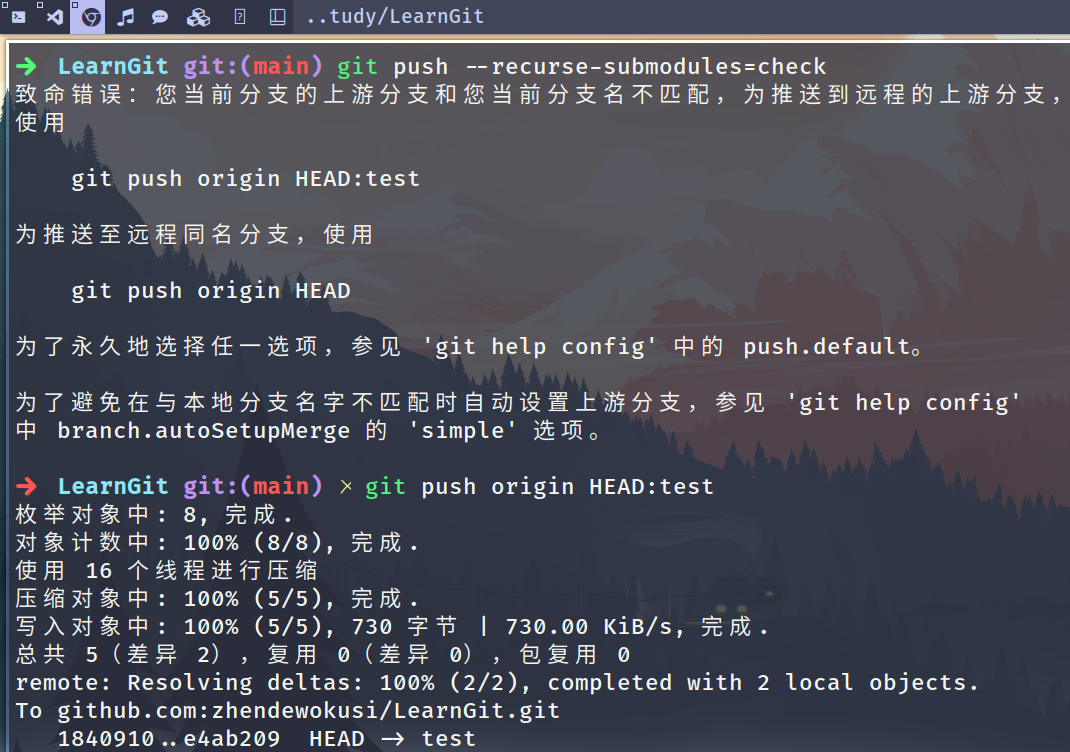 ..tudy/LearnGit
➜ LearnGit git:(main) git push --recurse-submodules=check
致命错误：您当前分支的上游分支和您当前分支名不匹配，为推送到远程的上游分支，
使用
git push origin HEAD:test
为推送至远程同名分支，使用
git push origin HEAD
为了永久地选择任一选项，参见 'git help config' 中的 push.default。
为了避免在与本地分支名字不匹配时自动设置上游分支，参见 'git help config'
中 branch.autoSetupMerge 的 'simple' 选项。
➜ LearnGit git:(main) ✗ git push origin HEAD:test
枚举对象中: 8, 完成.
对象计数中: 100% (8/8), 完成.
使用 16 个线程进行压缩
压缩对象中: 100% (5/5), 完成.
写入对象中: 100% (5/5), 730 字节 | 730.00 KiB/s, 完成.
总共 5（差异 2），复用 0（差异 0），包复用 0
remote: Resolving deltas: 100% (2/2), completed with 2 local objects.
To github.com:zhendewokusi/LearnGit.git
1840910..e4ab209 HEAD -> test